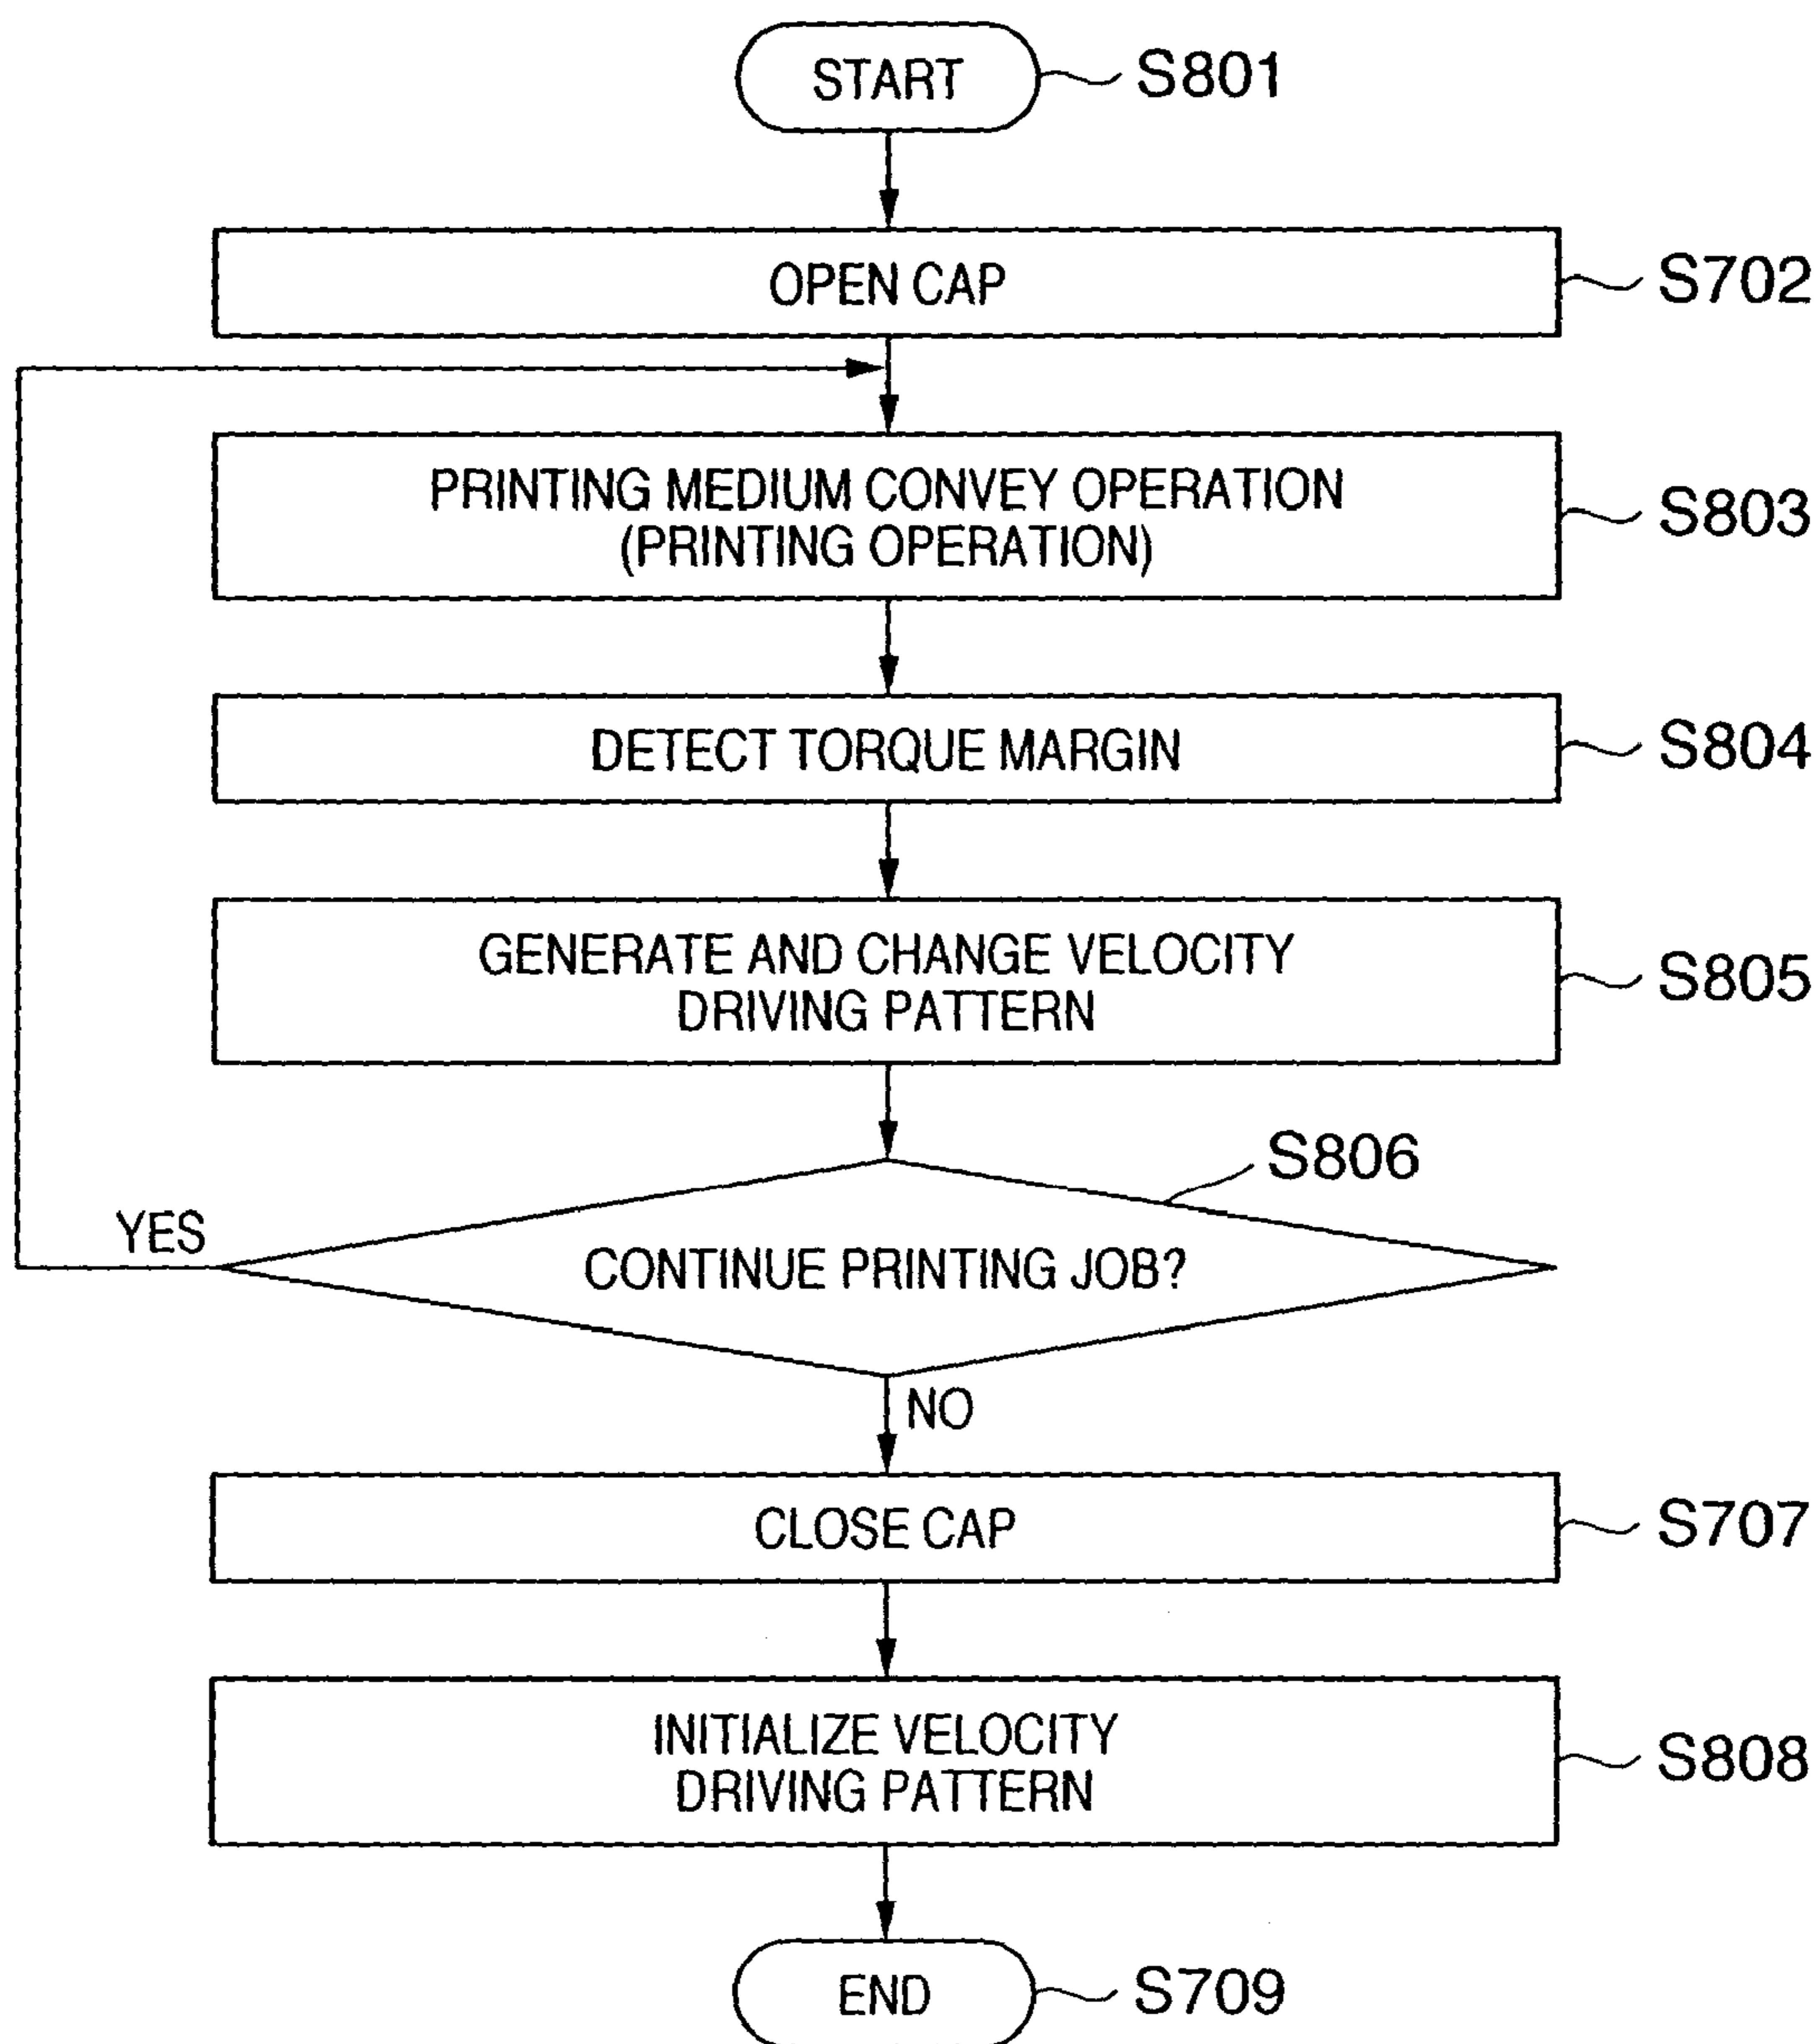 START
S801
OPEN CAP
S702
PRINTING MEDIUM CONVEY OPERATION
(PRINTING OPERATION)
S803
DETECT TORQUE MARGIN
S804
GENERATE AND CHANGE VELOCITY
DRIVING PATTERN
S805
S806
YES
CONTINUE PRINTING JOB?
NO
CLOSE CAP
S707
INITIALIZE VELOCITY
DRIVING PATTERN
S808
END
S709